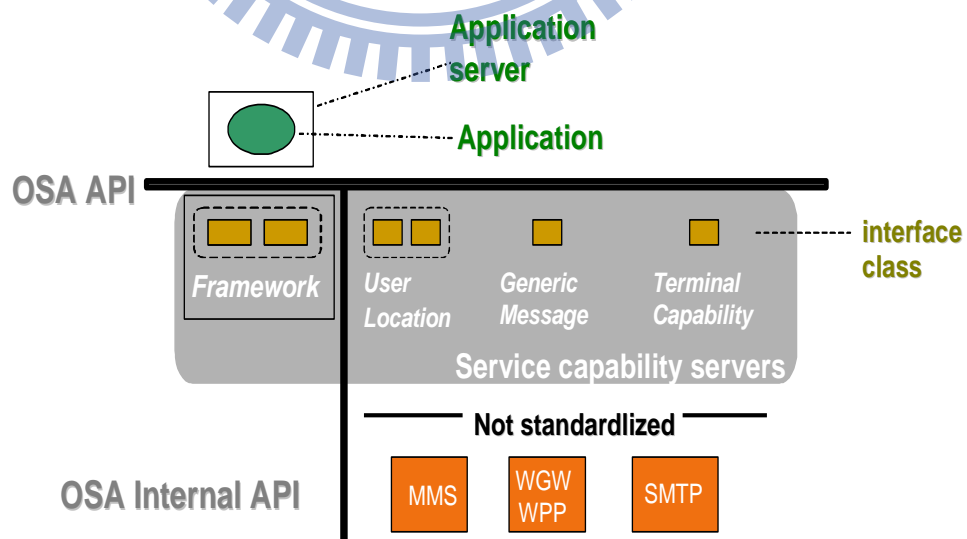 Application
server
Application
OSA API
interface
class
Framework
User
Location
Generic
Message
Terminal
Capability
Service capability servers
Not standardlized
OSA Internal API
MMS
WGW
WPP
SMTP